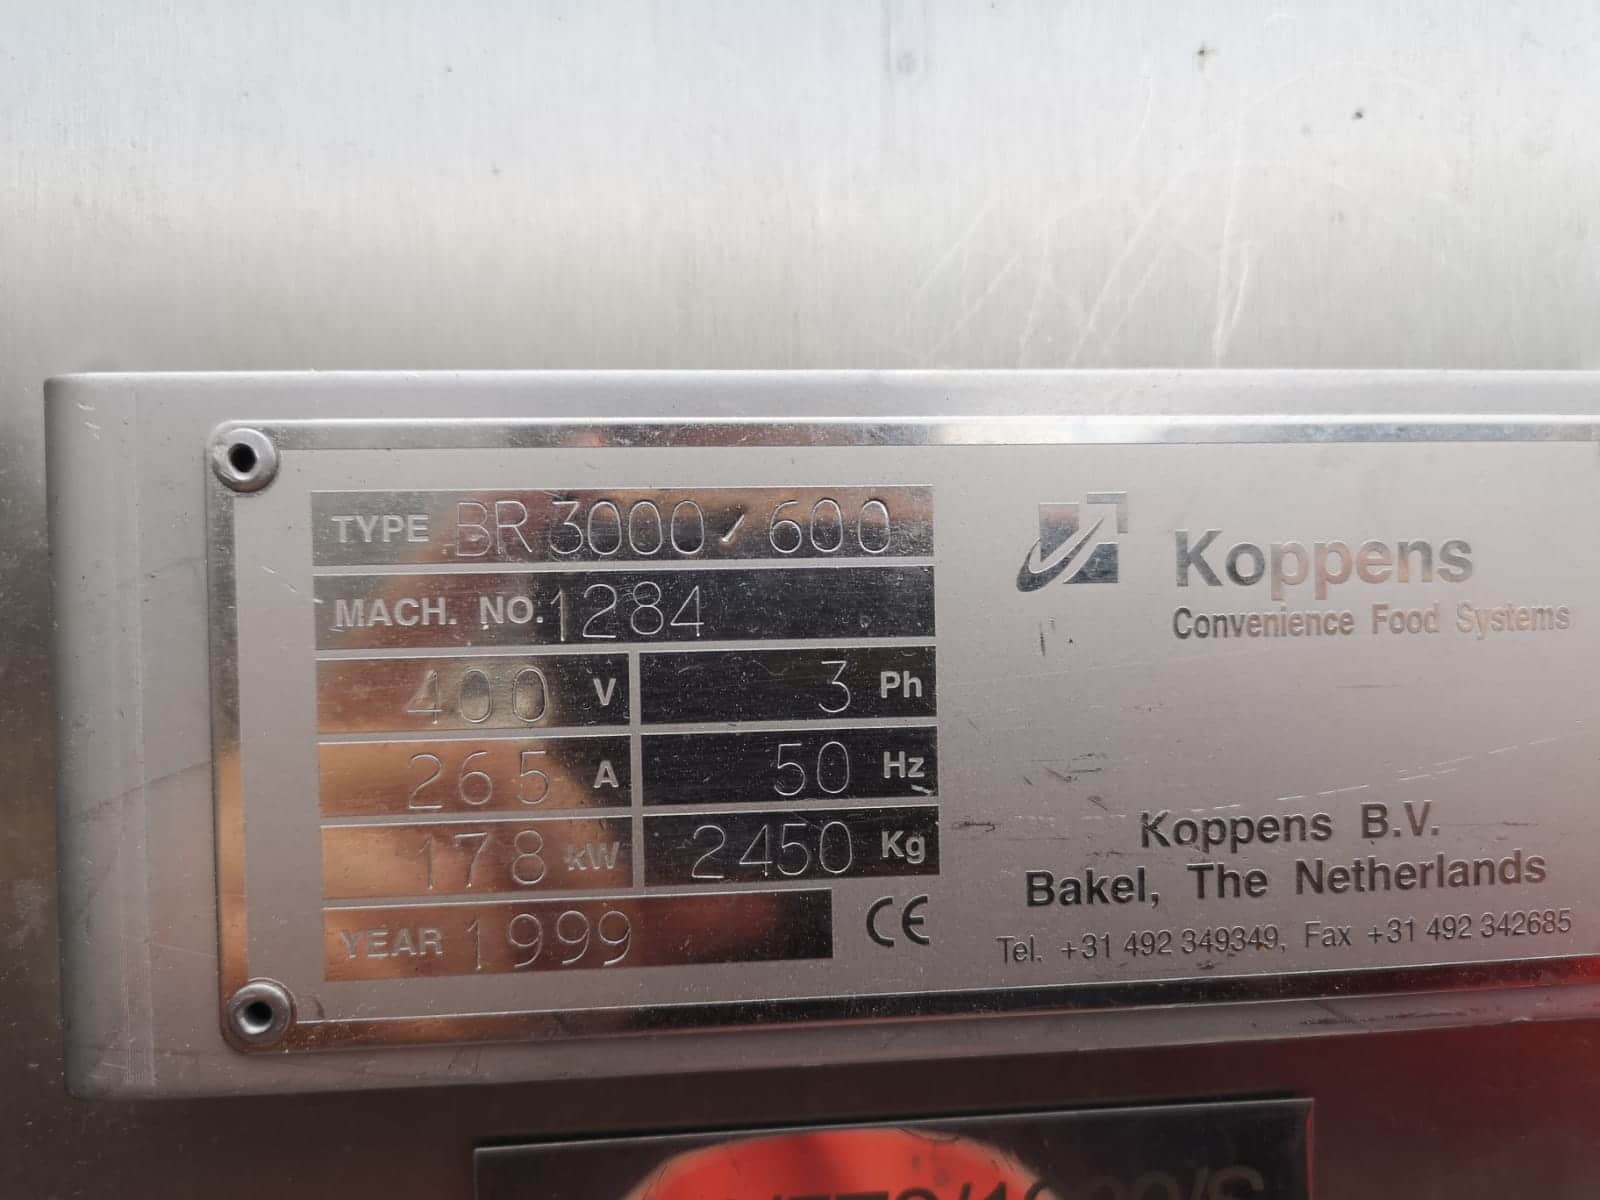 TYPE BR 3000/600
MACH. NO. 1284
400 V 3 Ph
265 A 50 Hz
178 kW 2450 Kg
YEAR 1999 CE
Koppens
Convenience Food Systems
Koppens B.V.
Bakel, The Netherlands
Tel. +31 492 349349, Fax +31 492 342685